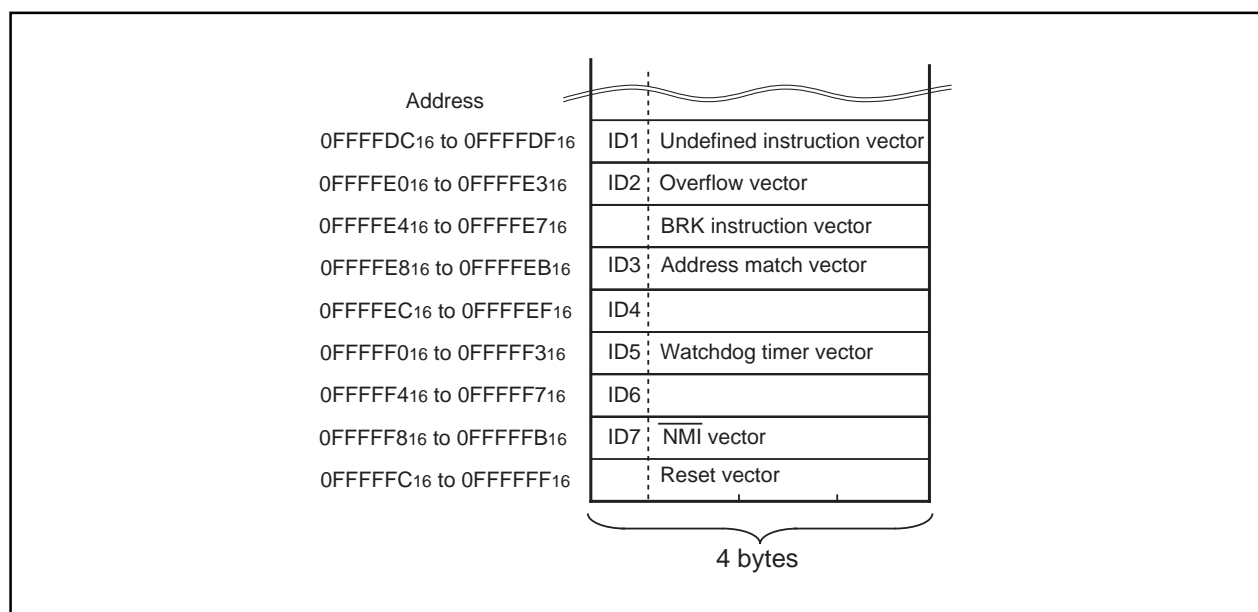 Address
0FFFFDC16 to 0FFFFDF16 ID1 Undefined instruction vector
0FFFFE016 to 0FFFFE316 ID2 Overflow vector
0FFFFE416 to 0FFFFE716 BRK instruction vector
0FFFFE816 to 0FFFFEB16 ID3 Address match vector
0FFFFEC16 to 0FFFFEF16 ID4
0FFFFF016 to 0FFFFF316 ID5 Watchdog timer vector
0FFFFF416 to 0FFFFF716 ID6
0FFFFF816 to 0FFFFFB16 ID7 NMI vector
0FFFFFC16 to 0FFFFFF16 Reset vector
4 bytes